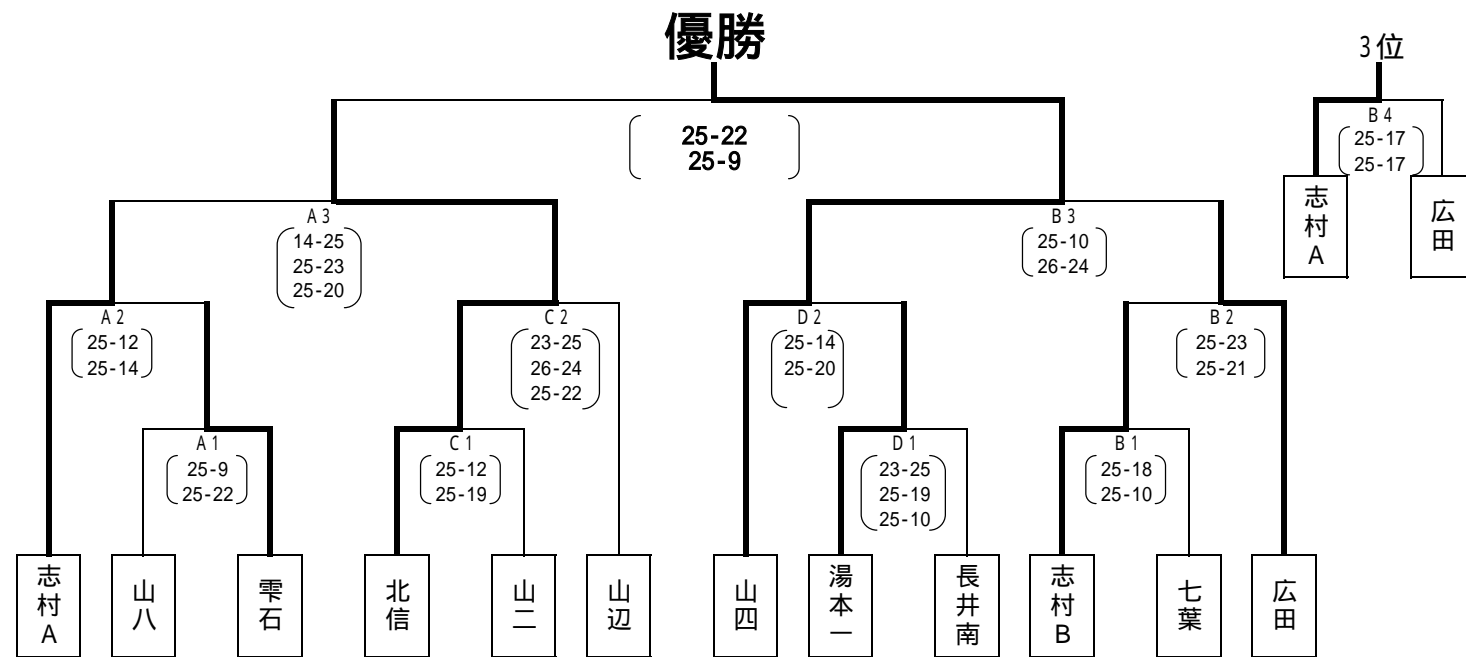 優勝
3位
25-22
25-9
B4
25-17
25-17
志村A
広田
A3
14-25
25-23
25-20
B3
25-10
26-24
A2
25-12
25-14
C2
23-25
26-24
25-22
D2
25-14
25-20
B2
25-23
25-21
A1
25-9
25-22
C1
25-12
25-19
D1
23-25
25-19
25-10
B1
25-18
25-10
志村A
山八
雫石
北信
山二
山辺
山四
湯本一
長井南
志村B
七葉
広田